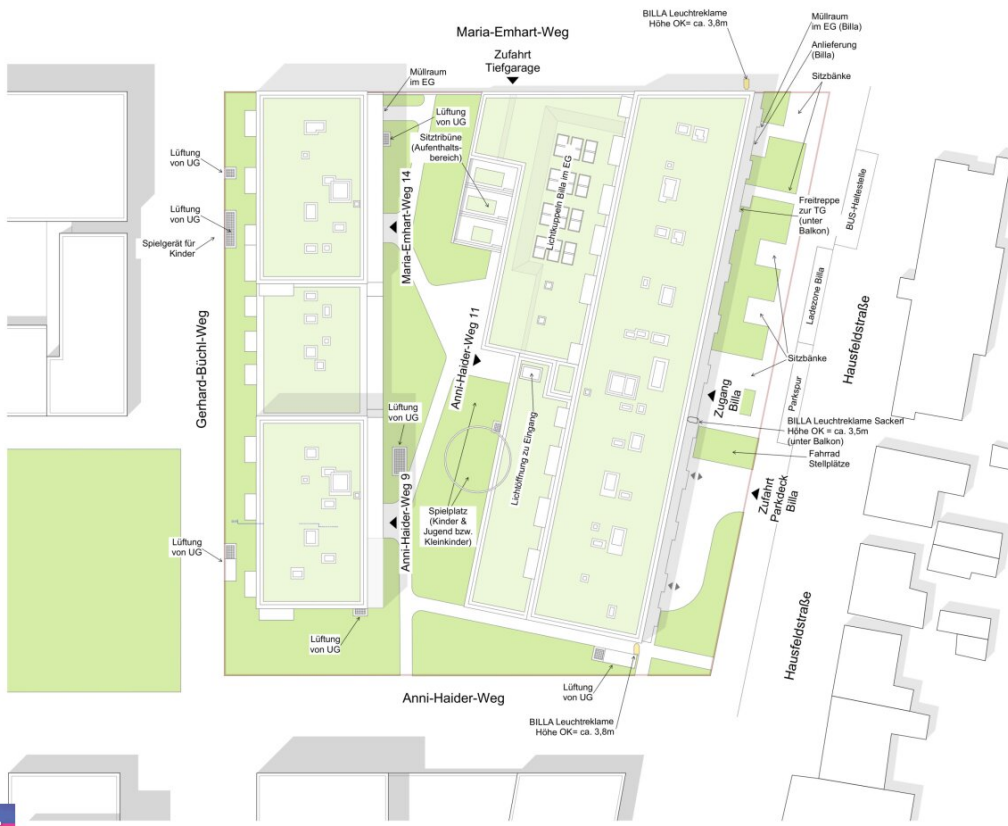 BILLA Leuchtreklame
Höhe OK= ca. 3,8m
Müllraum
im EG (Billa)
Maria-Emhart-Weg
Anlieferung
(Billa)
Zufahrt
Tiefgarage
Müllraum
im EG
Sitzbänke
Lüftung
von UG
Sitztribüne
(Aufenthalts-
bereich)
Lüftung
von UG
Lichtkuppeln Billa im EG
Maria-Emhart-Weg 14
Freitreppe
zur TG
(unter
Balkon)
BUS-Haltestelle
Lüftung
von UG
Spielgerät für
Kinder
Ladezone Billa
Hausfeldstraße
Gerhard-Büchl-Weg
Anni-Haider-Weg 11
Sitzbänke
Parkspur
Zugang
Billa
Lüftung
von UG
Lichtöffnung zu Eingang
BILLA Leuchtreklame Sackerl
Höhe OK = ca. 3,5m
(unter Balkon)
Fahrrad
Stellplätze
Zufahrt
Parkdeck
Billa
Anni-Haider-Weg 9
Spielplatz
(Kinder &
Jugend bzw.
Kleinkinder)
Lüftung
von UG
Hausfeldstraße
Lüftung
von UG
Lüftung
von UG
Anni-Haider-Weg
BILLA Leuchtreklame
Höhe OK= ca. 3,8m